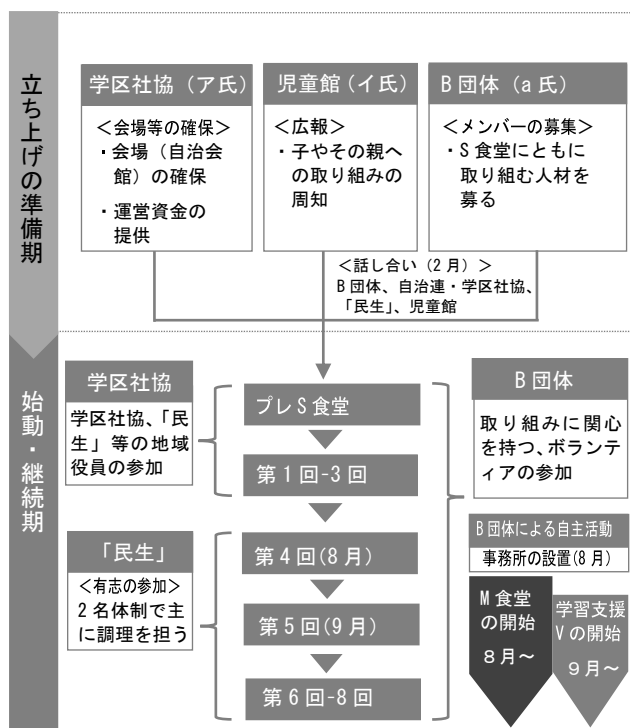 立ち上げの準備期
学区社協（ア氏）
＜会場等の確保＞
・会場（自治会
館）の確保
・運営資金の
提供
児童館（イ氏）
＜広報＞
・子やその親へ
の取り組みの
周知
B団体（a氏）
＜メンバーの募集＞
・S食堂にともに
取り組む人材を
募る
＜話し合い（2月）＞
B団体、自治連・学区社協、
「民生」、児童館
始動・継続期
学区社協
学区社協、「民
生」等の地域
役員の参加
「民生」
＜有志の参加＞
2名体制で主
に調理を担う
プレS食堂
第1回-3回
第4回(8月)
第5回(9月)
第6回-8回
B団体
取り組みに関心
を持つ、ボランテ
ィアの参加
B団体による自主活動
事務所の設置(8月)
M食堂
の開始
8月～
学習支援
Vの開始
9月～